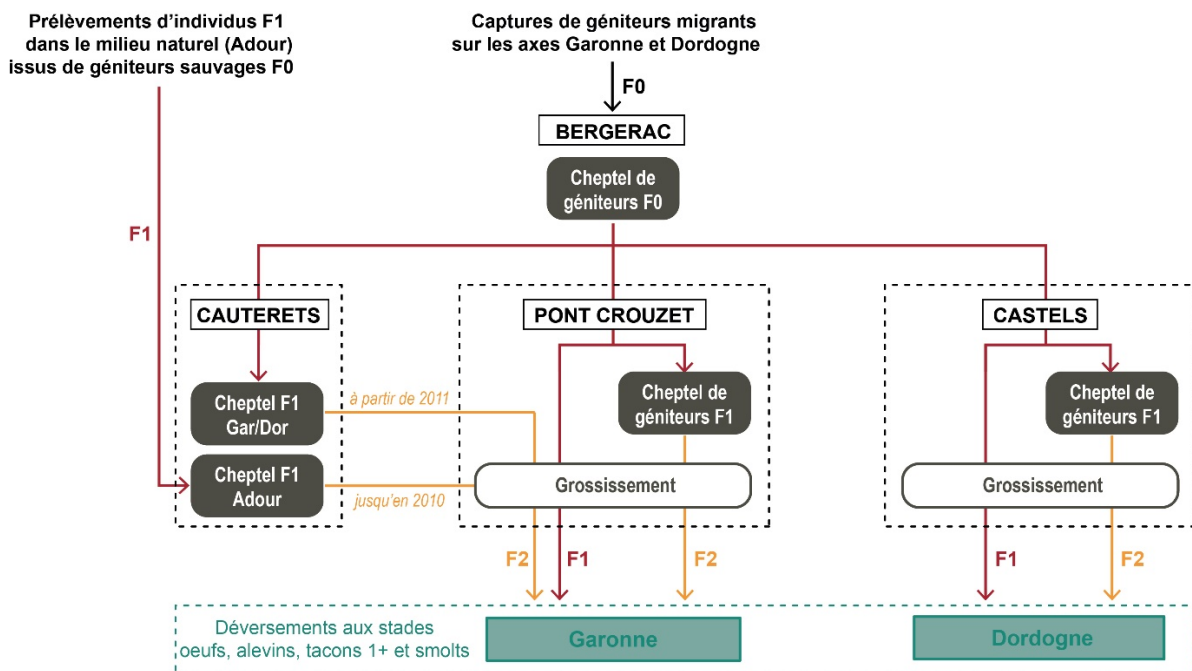 Prélèvements d'individus F1
dans le milieu naturel (Adour)
issus de géniteurs sauvages F0
Captures de géniteurs migrants
sur les axes Garonne et Dordogne
F0
BERGERAC
Cheptel de
géniteurs F0
F1
CAUTERETS
PONT CROUZET
CASTELS
Cheptel F1
Gar/Dor
à partir de 2011
Cheptel de
géniteurs F1
Cheptel de
géniteurs F1
Cheptel F1
Adour
jusqu'en 2010
Grossissement
Grossissement
F2
F1
F2
F1
F2
Déversements aux stades
oeufs, alevins, tacons 1+ et smolts
Garonne
Dordogne